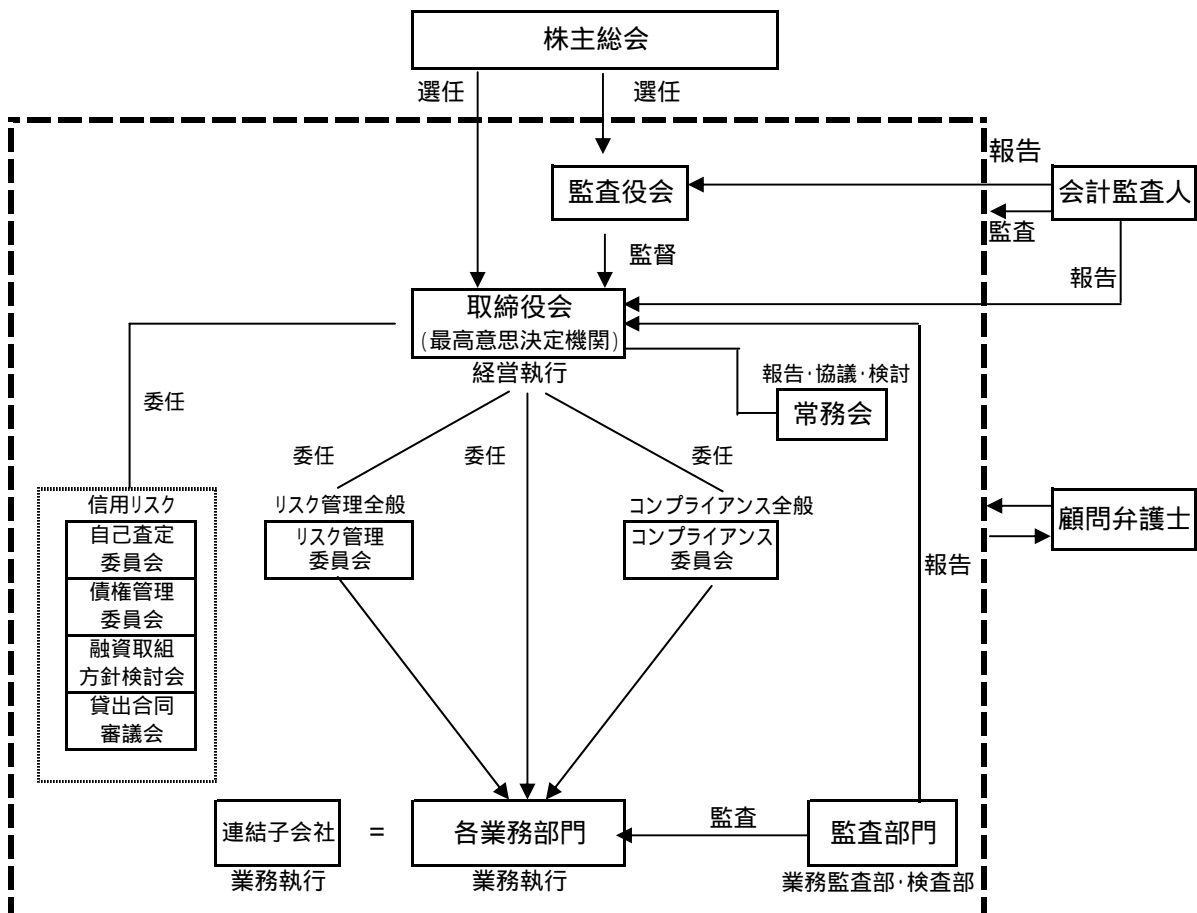 株主総会
選任
選任
報告
監査役会
会計監査人
監査
監督
報告
取締役会
(最高意思決定機関)
経営執行
報告･協議･検討
常務会
委任
委任
委任
委任
信用ﾘｽｸ
自己査定
委員会
債権管理
委員会
融資取組
方針検討会
貸出合同
審議会
ﾘｽｸ管理全般
ﾘｽｸ管理
委員会
コンプライアンス全般
コンプライアンス
委員会
顧問弁護士
報告
連結子会社
=
各業務部門
監査
監査部門
業務執行
業務執行
業務監査部･検査部